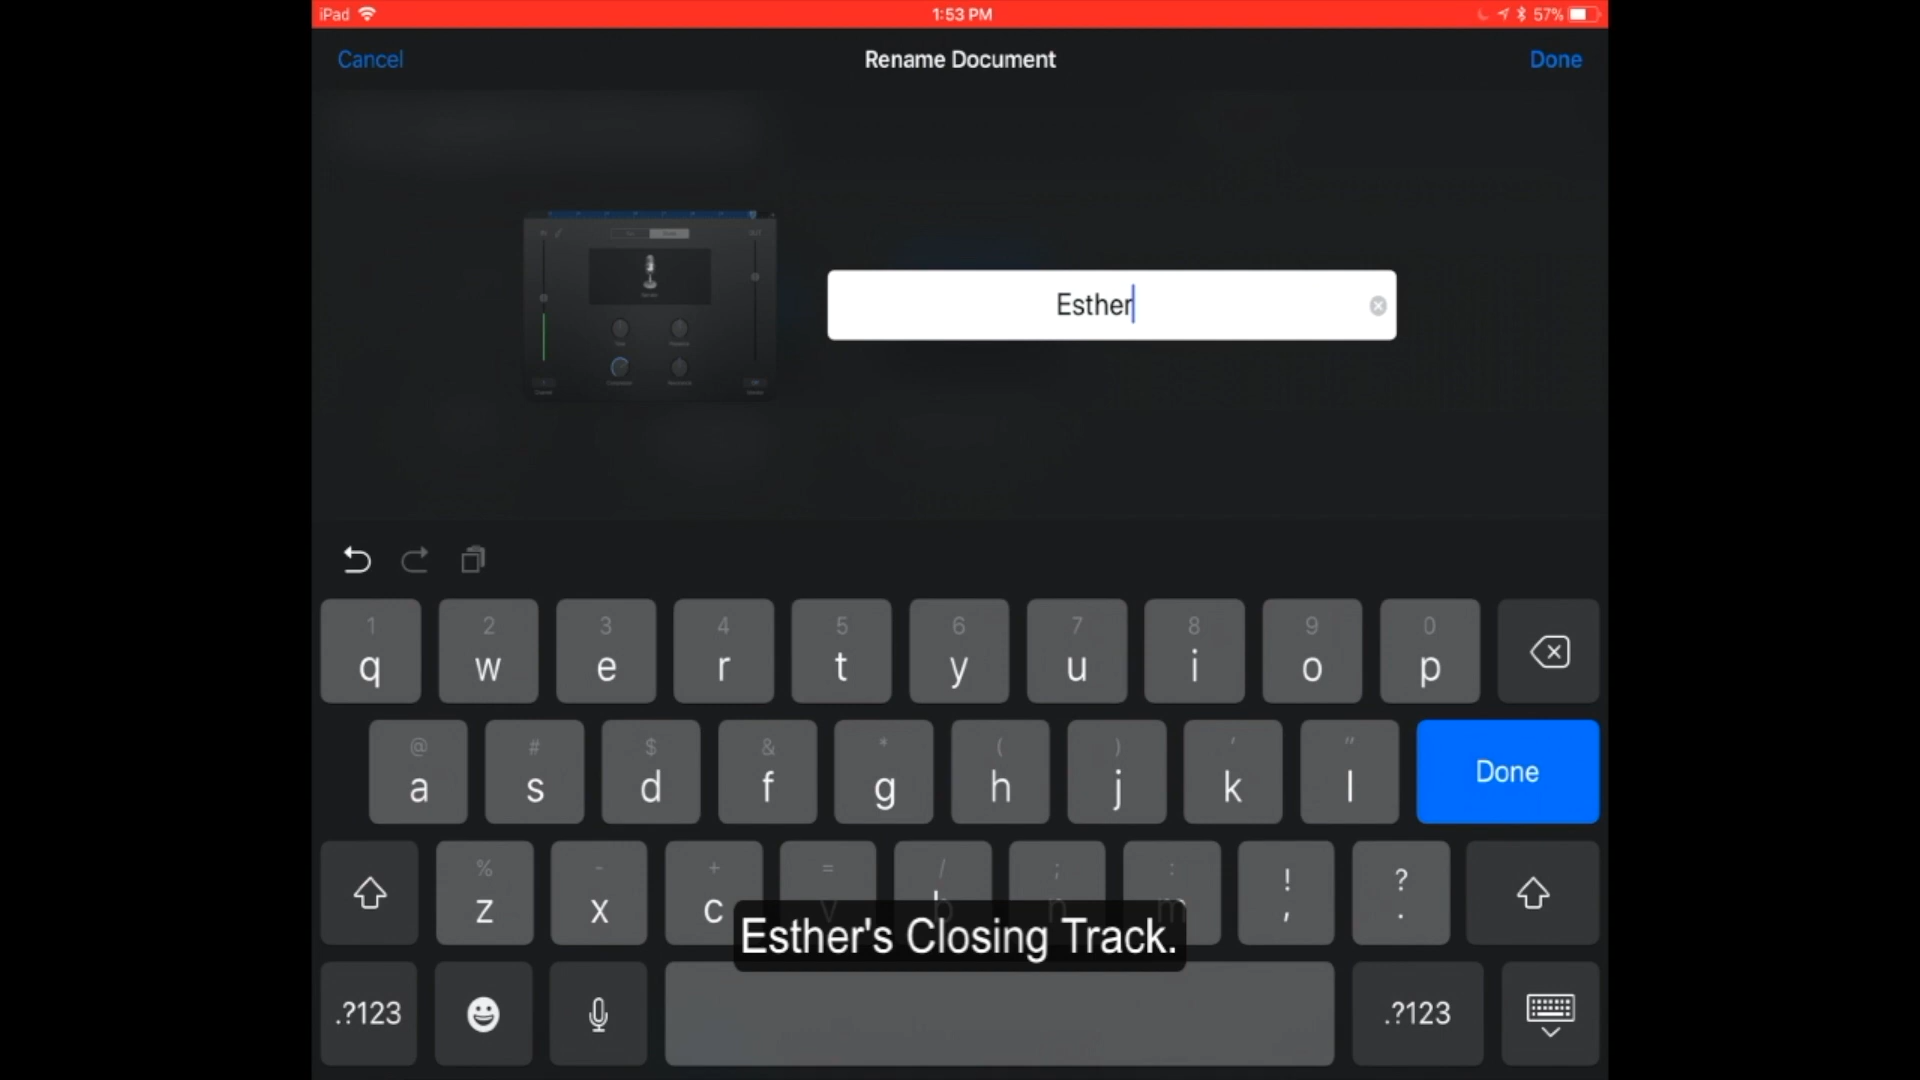 iPad 1:53 PM 57%
Cancel Rename Document Done
Esther
1 2 3 4 5 6 7 8 9 0
q w e r t y u i o p
@ # $ & * ( ) ' "
a s d f g h j k l Done
% - + = / ; : ! ?
z x c v b n m , .
Esther's Closing Track.
.?123 .?123